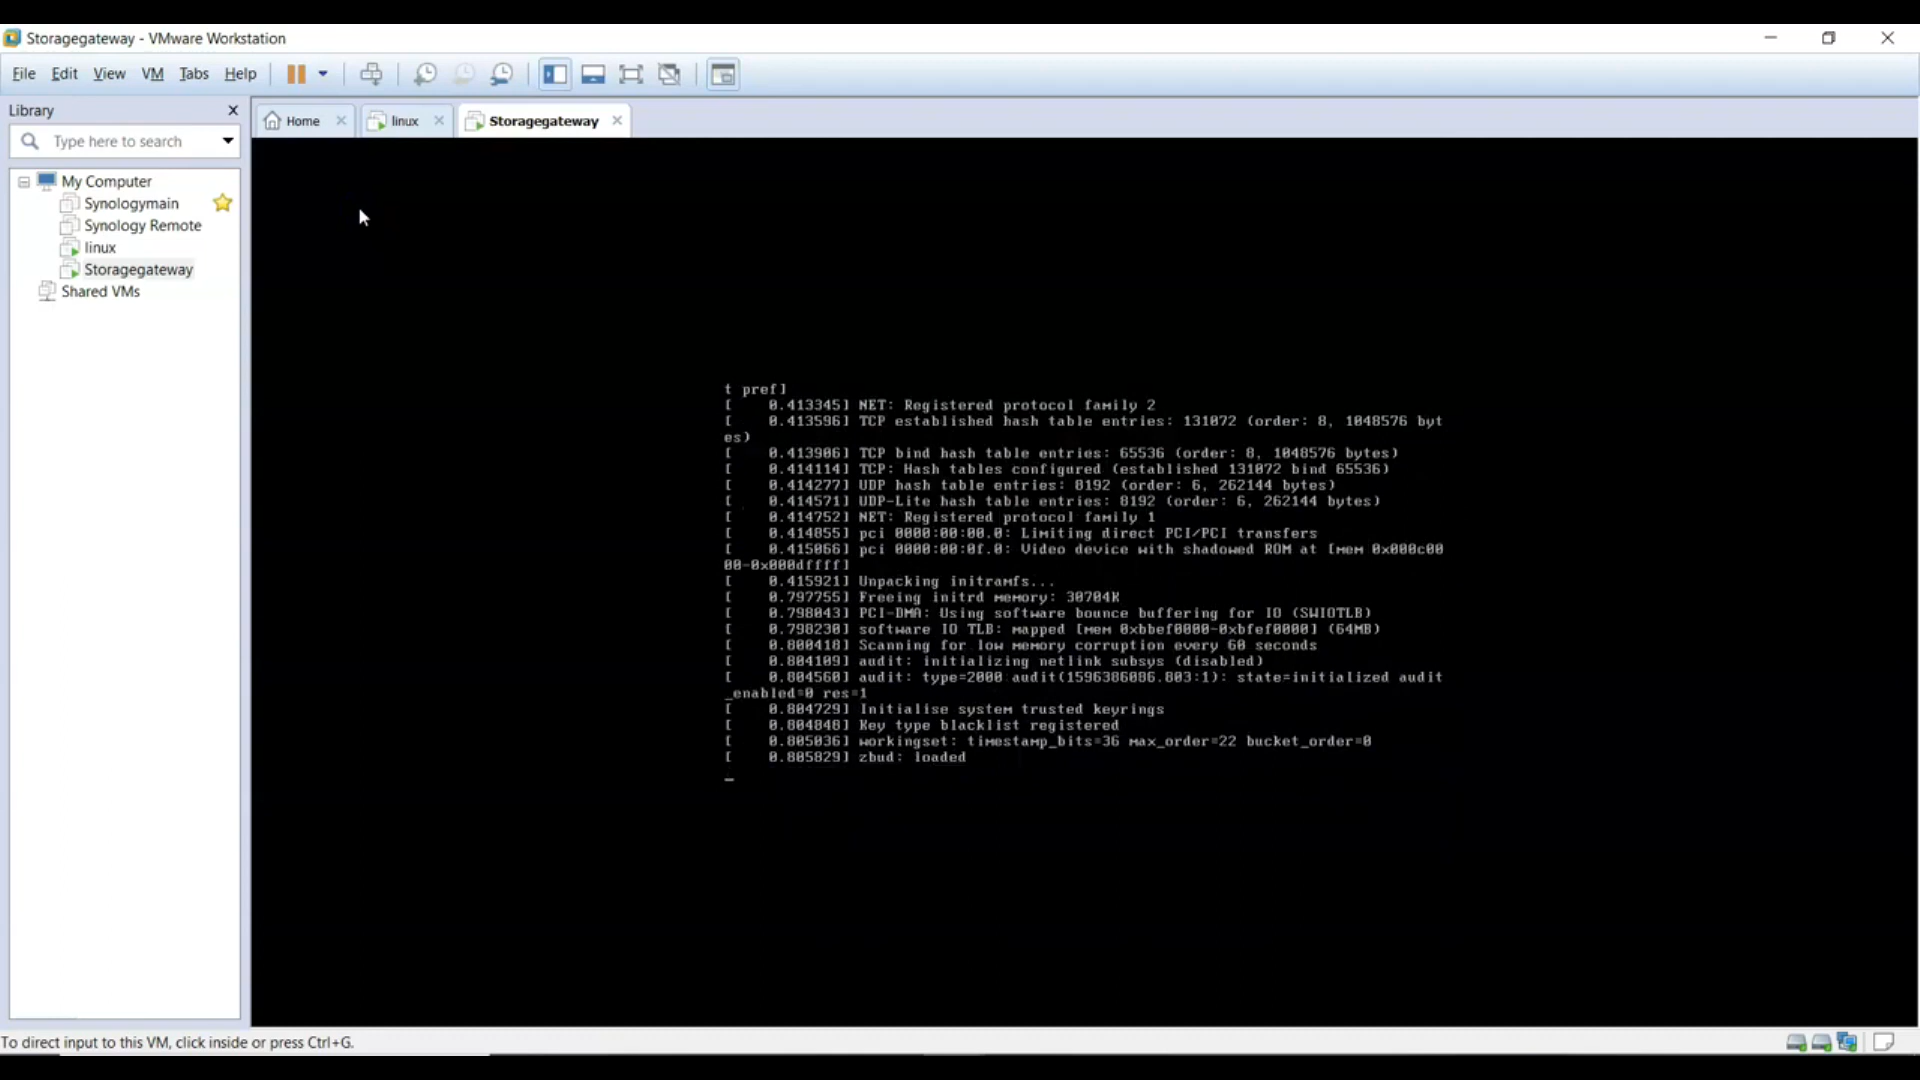 Storagegateway - VMware Workstation
File Edit View VM Tabs Help
Library
Type here to search
My Computer
Synologymain
Synology Remote
linux
Storagegateway
Shared VMs
Home linux Storagegateway
t pref]
[    0.413345] NET: Registered protocol family 2
[    0.413596] TCP established hash table entries: 131072 (order: 8, 1048576 byt
es)
[    0.413906] TCP bind hash table entries: 65536 (order: 8, 1048576 bytes)
[    0.414114] TCP: Hash tables configured (established 131072 bind 65536)
[    0.414277] UDP hash table entries: 8192 (order: 6, 262144 bytes)
[    0.414571] UDP-Lite hash table entries: 8192 (order: 6, 262144 bytes)
[    0.414752] NET: Registered protocol family 1
[    0.414855] pci 0000:00:00.0: Limiting direct PCI/PCI transfers
[    0.415066] pci 0000:00:0f.0: Video device with shadowed ROM at [mem 0x000c00
00-0x000dffff]
[    0.415921] Unpacking initramfs...
[    0.797755] Freeing initrd memory: 30704K
[    0.798043] PCI-DMA: Using software bounce buffering for IO (SWIOTLB)
[    0.798230] software IO TLB: mapped [mem 0xbbef0000-0xbfef0000] (64MB)
[    0.800418] Scanning for low memory corruption every 60 seconds
[    0.804109] audit: initializing netlink subsys (disabled)
[    0.804560] audit: type=2000 audit(1596386086.803:1): state=initialized audit
_enabled=0 res=1
[    0.804729] Initialise system trusted keyrings
[    0.804848] Key type blacklist registered
[    0.805036] workingset: timestamp_bits=36 max_order=22 bucket_order=0
[    0.805829] zbud: loaded
_
To direct input to this VM, click inside or press Ctrl+G.